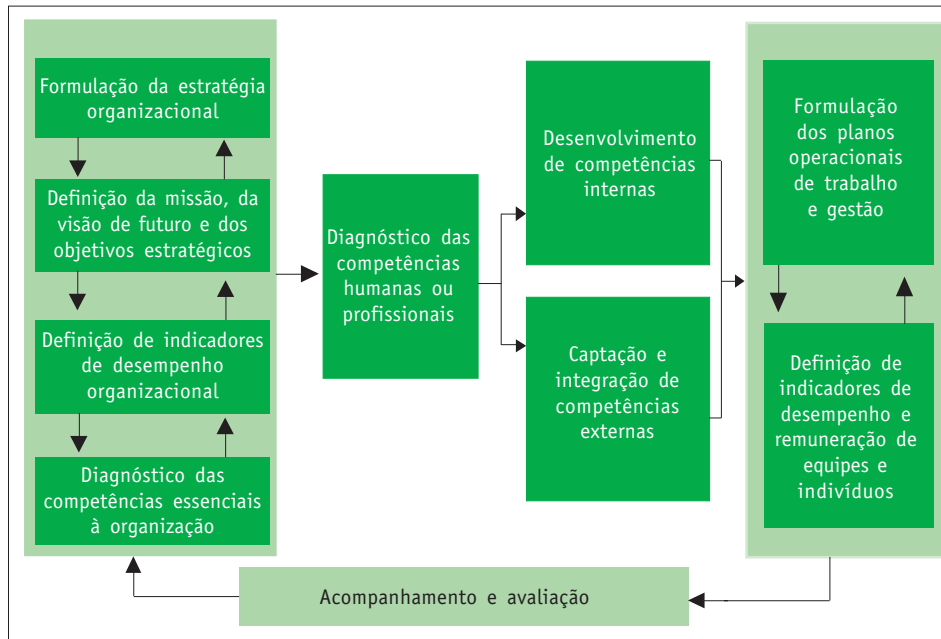 Formulação da estratégia
organizacional
Definição da missão, da
visão de futuro e dos
objetivos estratégicos
Definição de indicadores
de desempenho
organizacional
Diagnóstico das
competências essenciais
à organização
Diagnóstico das
competências
humanas ou
profissionais
Desenvolvimento
de competências
internas
Captação e
integração de
competências
externas
Formulação
dos planos
operacionais
de trabalho
e gestão
Definição de
indicadores de
desempenho e
remuneração de
equipes e
indivíduos
Acompanhamento e avaliação